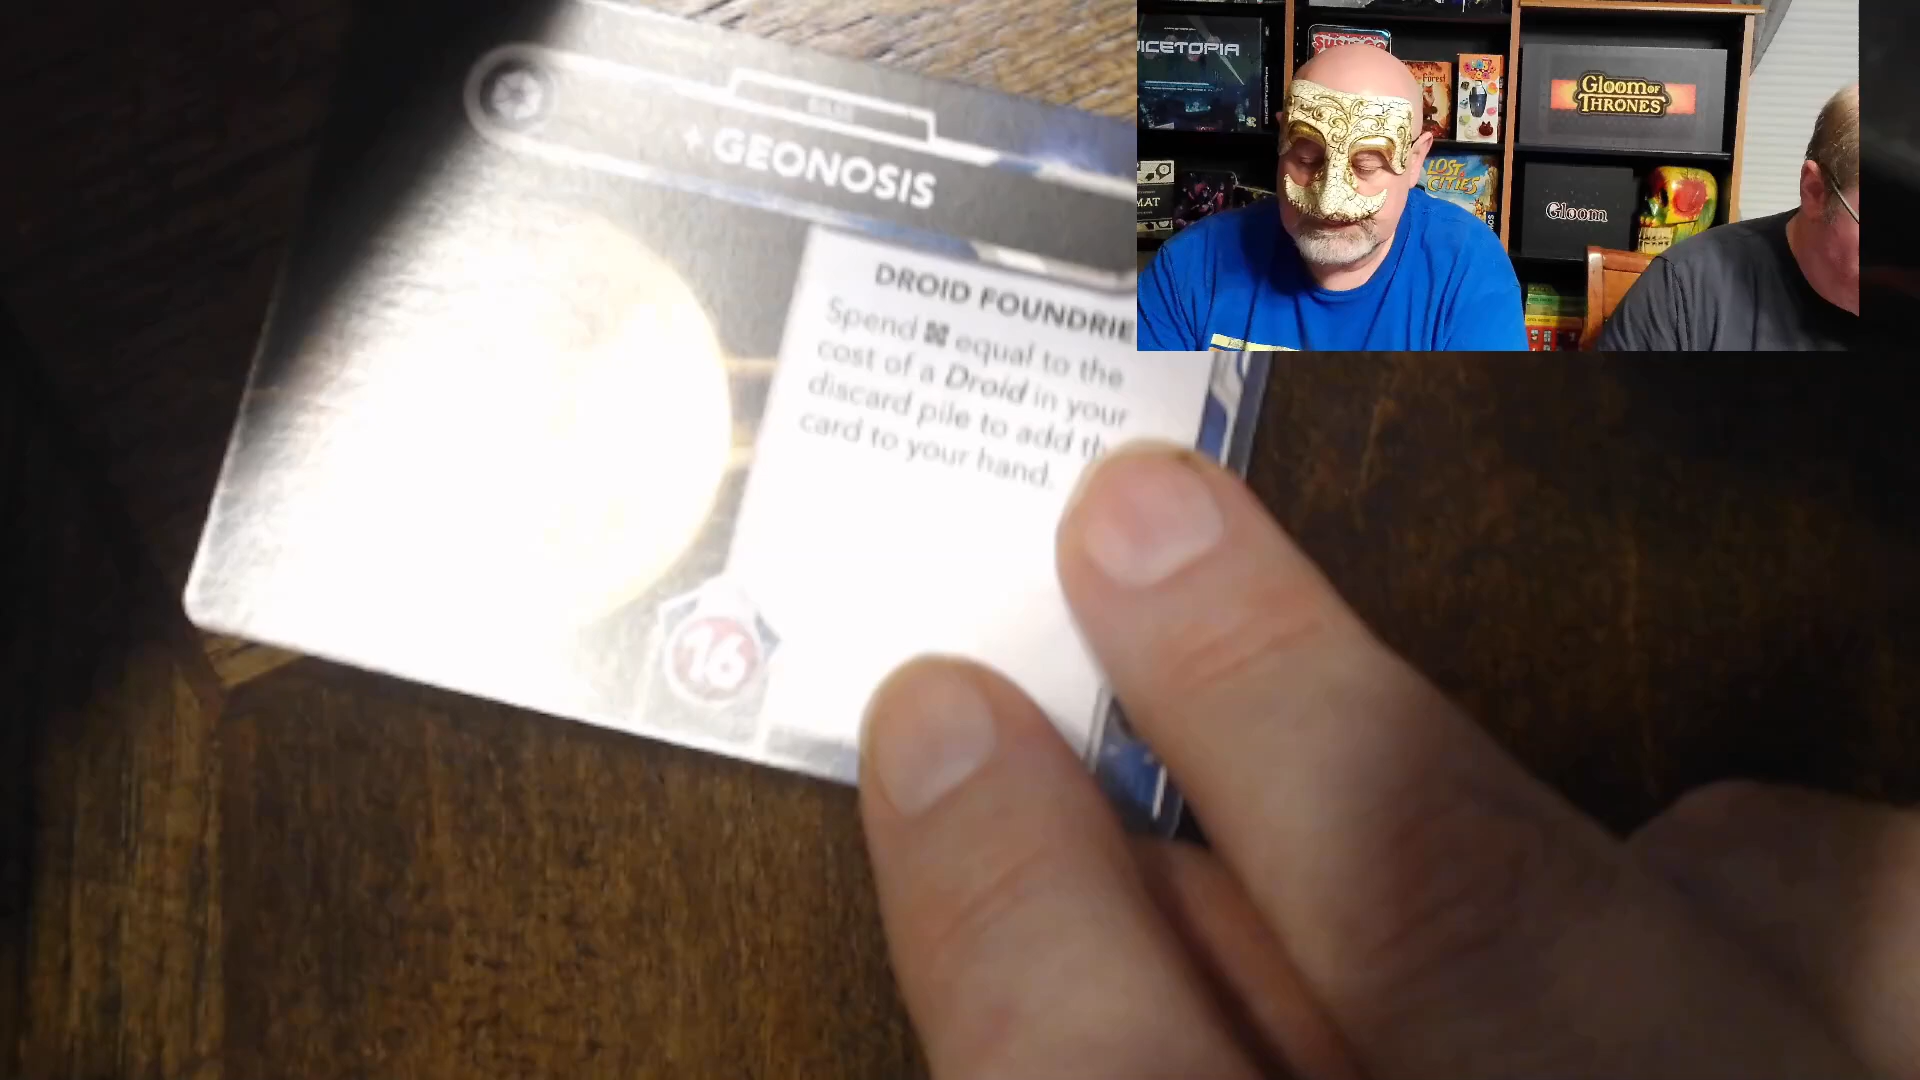 BASE
GEONOSIS
DROID FOUNDRIE
Spend equal to the
cost of a Droid in your
discard pile to add th
card to your hand.
16
DICETOPIA
Gloom OF
THRONES
LOST
CITIES
MAT
Gloom